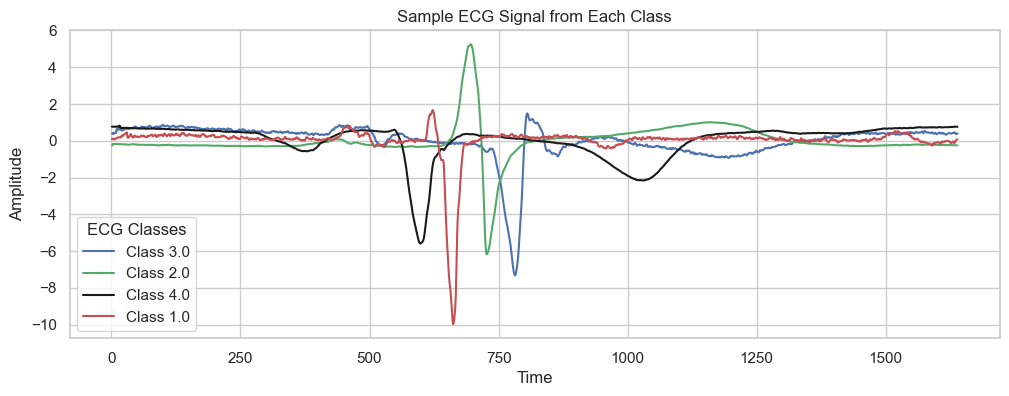 Sample ECG Signal from Each Class
Amplitude
6
4
2
0
−2
−4
−6
−8
−10
ECG Classes
Class 3.0
Class 2.0
Class 4.0
Class 1.0
0 250 500 750 1000 1250 1500
Time